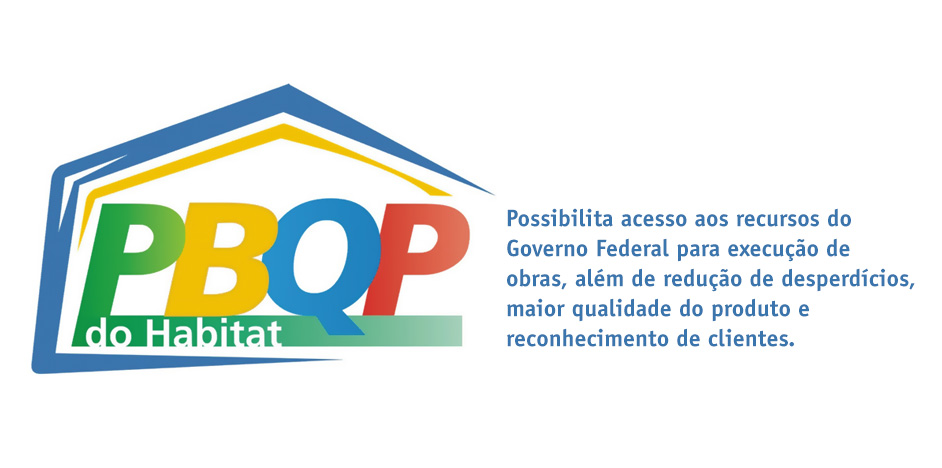 PBQP
do Habitat
Possibilita acesso aos recursos do
Governo Federal para execução de
obras, além de redução de desperdícios,
maior qualidade do produto e
reconhecimento de clientes.